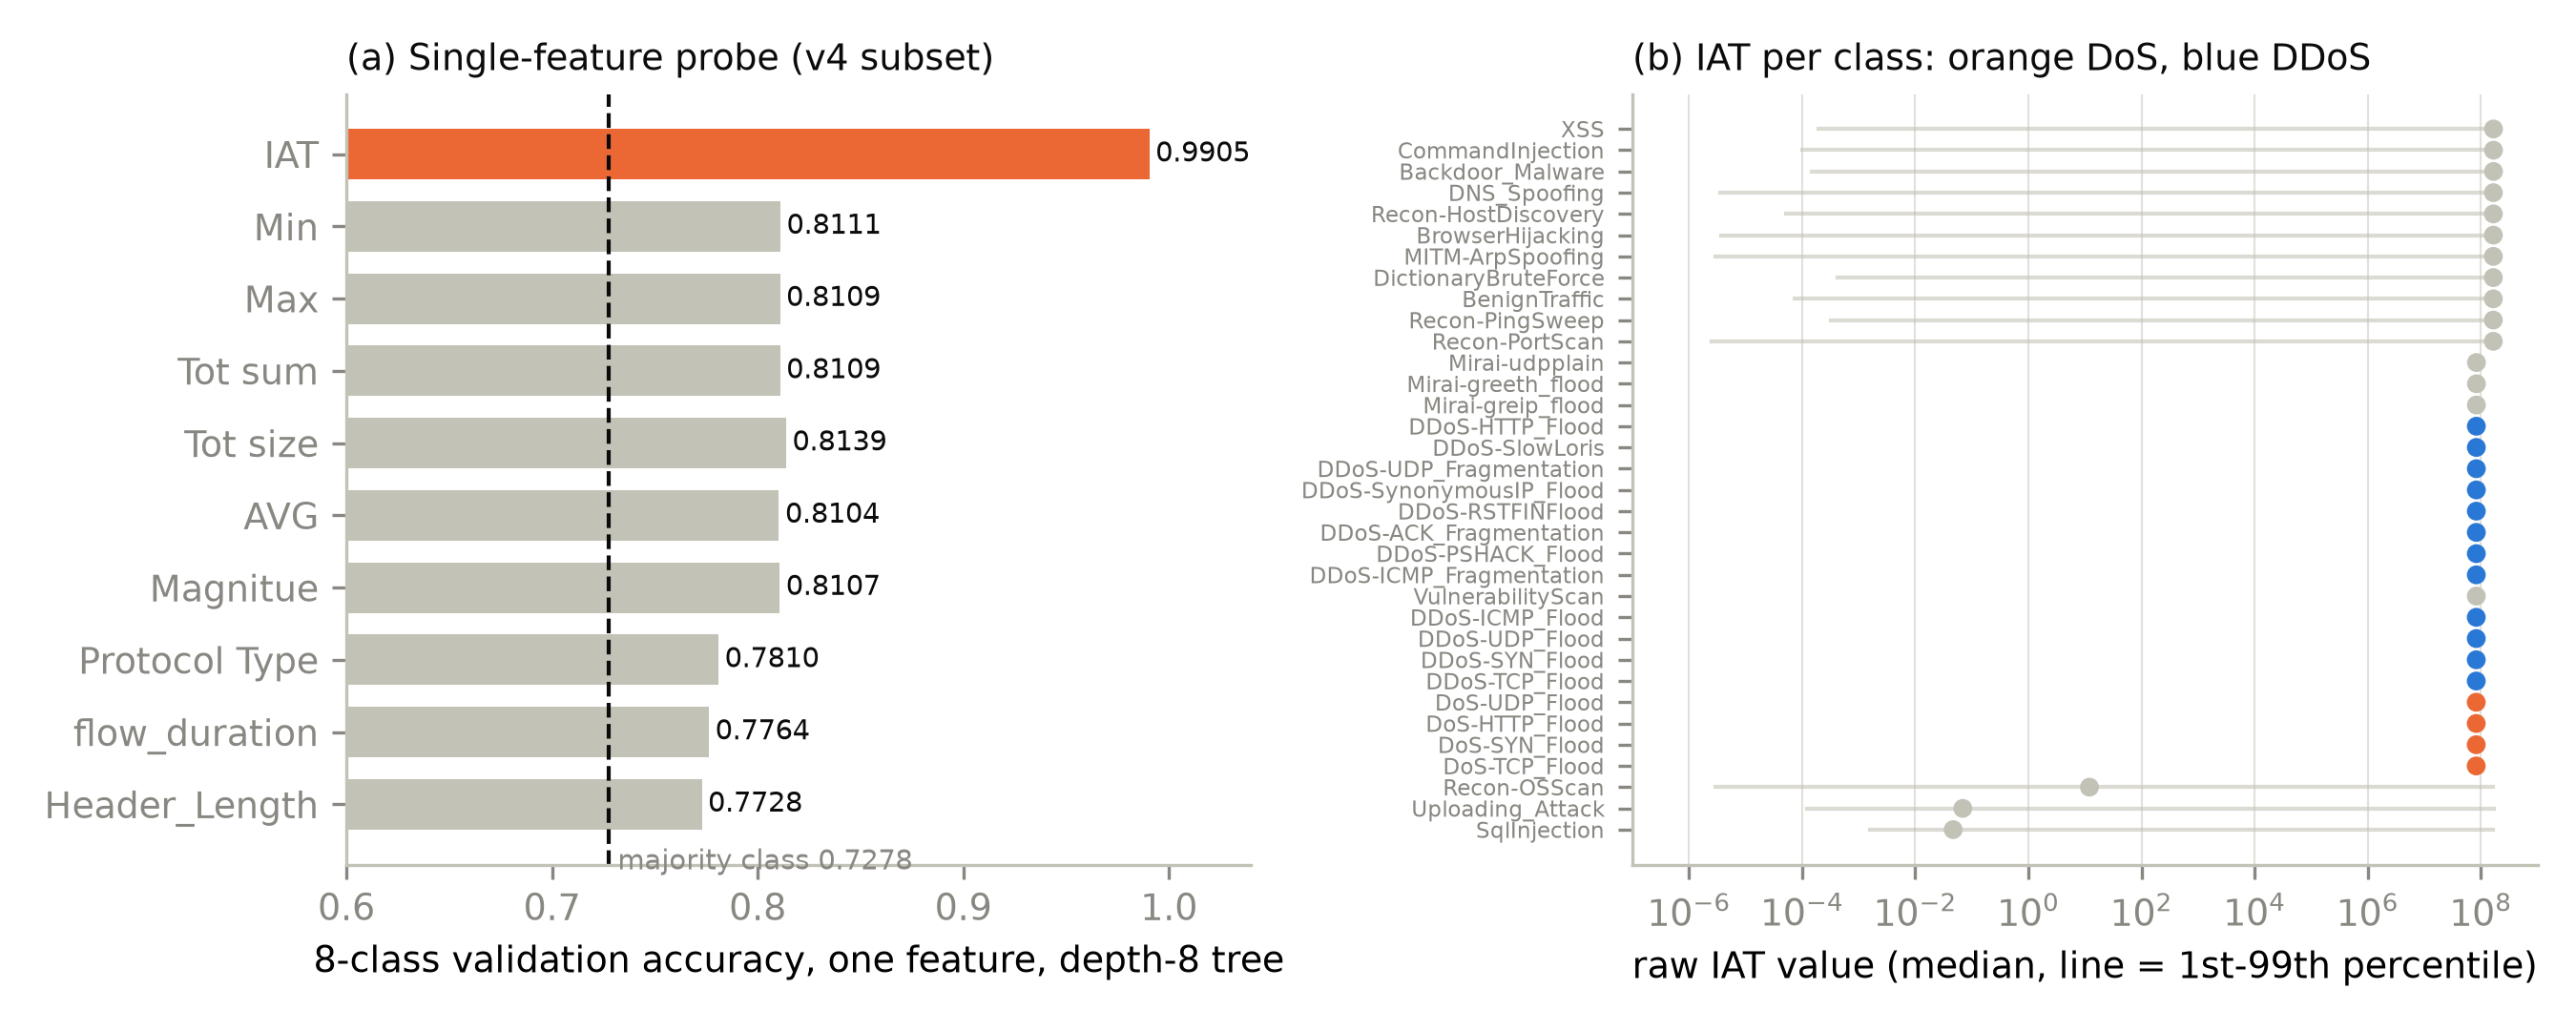 (a) Single-feature probe (v4 subset)
IAT
0.9905
Min
0.8111
Max
0.8109
Tot sum
0.8109
Tot size
0.8139
AVG
0.8104
Magnitue
0.8107
Protocol Type
0.7810
flow_duration
0.7764
Header_Length
0.7728
majority class 0.7278
0.6 0.7 0.8 0.9 1.0
8-class validation accuracy, one feature, depth-8 tree
(b) IAT per class: orange DoS, blue DDoS
XSS
CommandInjection
Backdoor_Malware
DNS_Spoofing
Recon-HostDiscovery
BrowserHijacking
MITM-ArpSpoofing
DictionaryBruteForce
BenignTraffic
Recon-PingSweep
Recon-PortScan
Mirai-udpplain
Mirai-greeth_flood
Mirai-greip_flood
DDoS-HTTP_Flood
DDoS-SlowLoris
DDoS-UDP_Fragmentation
DDoS-SynonymousIP_Flood
DDoS-RSTFINFlood
DDoS-ACK_Fragmentation
DDoS-PSHACK_Flood
DDoS-ICMP_Fragmentation
VulnerabilityScan
DDoS-ICMP_Flood
DDoS-UDP_Flood
DDoS-SYN_Flood
DDoS-TCP_Flood
DoS-UDP_Flood
DoS-HTTP_Flood
DoS-SYN_Flood
DoS-TCP_Flood
Recon-OSScan
Uploading_Attack
SqlInjection
10⁻⁶ 10⁻⁴ 10⁻² 10⁰ 10² 10⁴ 10⁶ 10⁸
raw IAT value (median, line = 1st-99th percentile)